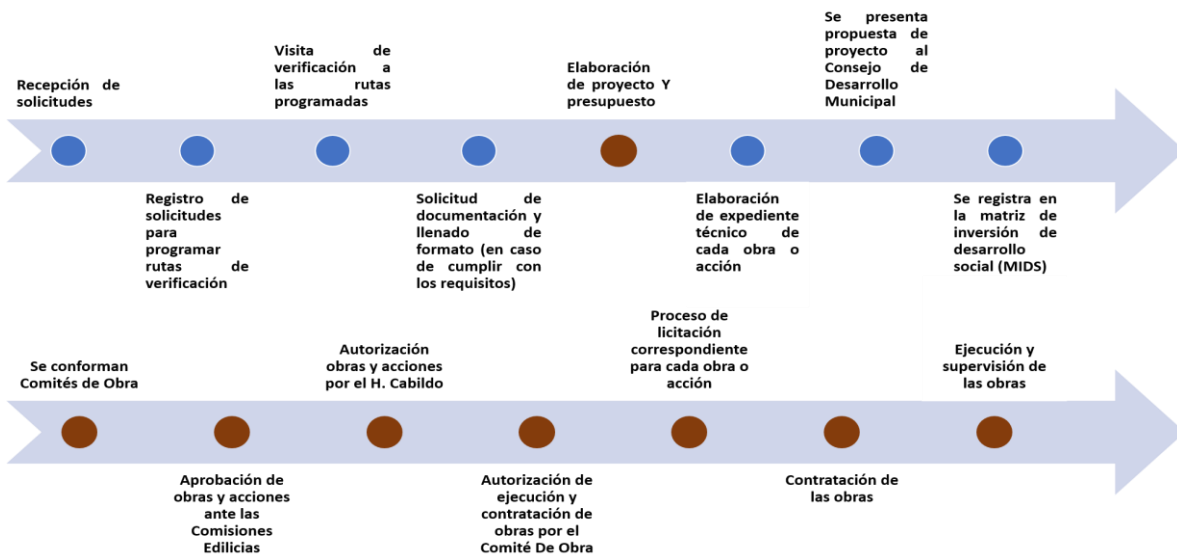 Recepción de
solicitudes
Registro de
solicitudes
para
programar
rutas de
verificación
Visita de
verificación a
las rutas
programadas
Solicitud de
documentación y
llenado de
formato (en caso
de cumplir con
los requisitos)
Elaboración
de proyecto Y
presupuesto
Elaboración
de expediente
técnico de
cada obra o
acción
Se presenta
propuesta de
proyecto al
Consejo de
Desarrollo
Municipal
Se registra en
la matriz de
inversión de
desarrollo
social (MIDS)
Se conforman
Comités de Obra
Aprobación de
obras y acciones
ante las
Comisiones
Edilicias
Autorización
obras y acciones
por el H. Cabildo
Autorización de
ejecución y
contratación de
obras por el
Comité De Obra
Proceso de
licitación
correspondiente
para cada obra o
acción
Contratación de
las obras
Ejecución y
supervisión de
las obras